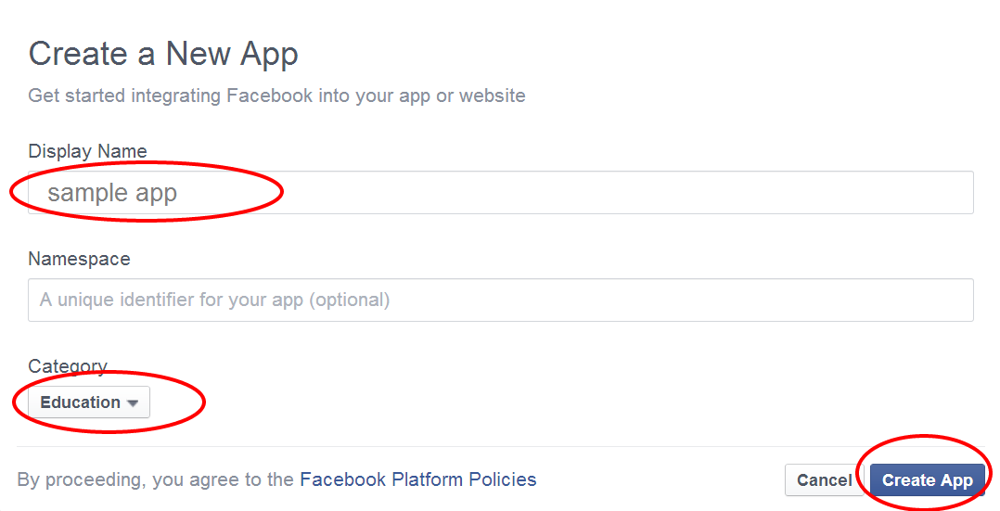 Create a New App
Get started integrating Facebook into your app or website
Display Name
sample app
Namespace
A unique identifier for your app (optional)
Category
Education
By proceeding, you agree to the Facebook Platform Policies
Cancel
Create App